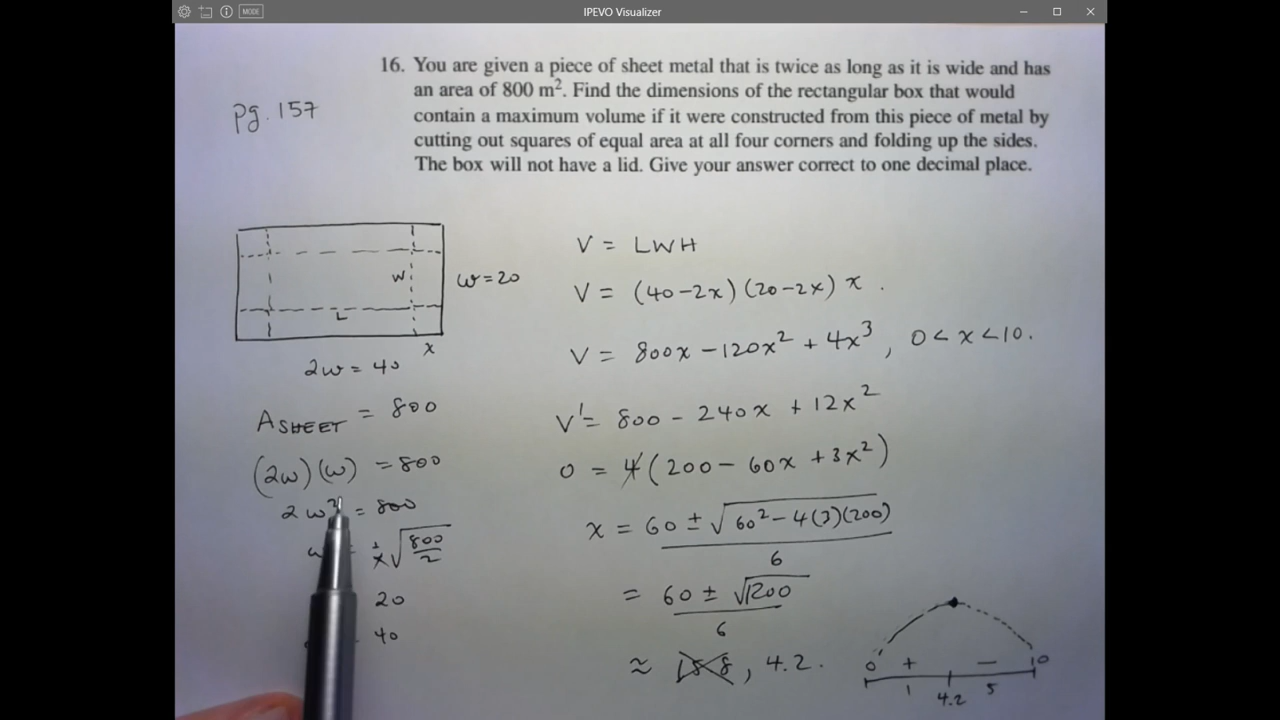 MODE
IPEVO Visualizer
pg. 157
16. You are given a piece of sheet metal that is twice as long as it is wide and has
an area of 800 m². Find the dimensions of the rectangular box that would
contain a maximum volume if it were constructed from this piece of metal by
cutting out squares of equal area at all four corners and folding up the sides.
The box will not have a lid. Give your answer correct to one decimal place.
W
L
w = 20
x
2w = 40
A SHEET = 800
(2w)(w) = 800
2w² = 800
± √800/2
20
40
V = LWH
V = (40-2x)(20-2x)x.
V = 800x - 120x² + 4x³, 0 < x < 10.
V' = 800 - 240x + 12x²
0 = 4(200 - 60x + 3x²)
x = 60 ± √60² - 4(3)(200)
6
= 60 ± √1200
6
≈ 15.8, 4.2.
0 + - 10
1 4.2 5